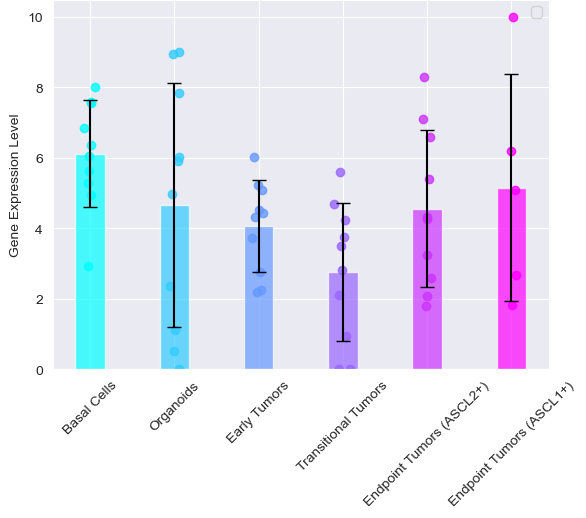 10
8
6
4
2
0
Gene Expression Level
Basal Cells
Organoids
Early Tumors
Transitional Tumors
Endpoint Tumors (ASCL2+)
Endpoint Tumors (ASCL1+)